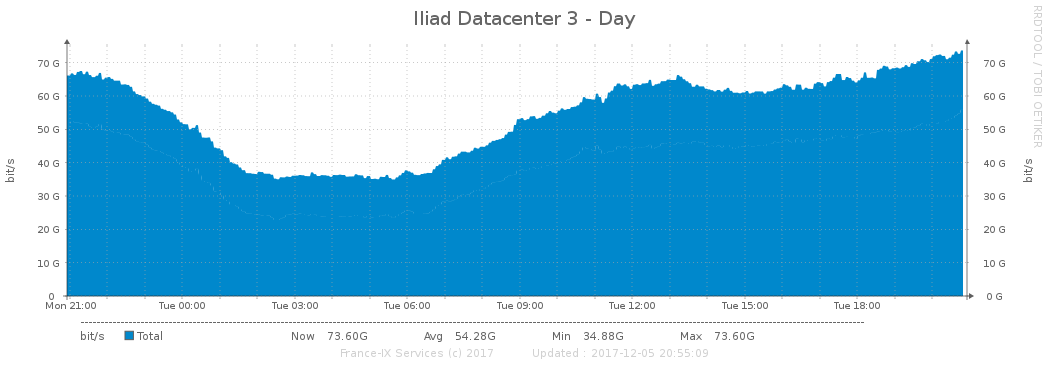 Iliad Datacenter 3 - Day
RRDTOOL / TOBI OETIKER
70 G 70 G
60 G 60 G
50 G 50 G
40 G 40 G
30 G 30 G
20 G 20 G
10 G 10 G
0 0 G
bit/s bit/s
Mon 21:00 Tue 00:00 Tue 03:00 Tue 06:00 Tue 09:00 Tue 12:00 Tue 15:00 Tue 18:00
bit/s Total Now 73.60G Avg 54.28G Min 34.88G Max 73.60G
France-IX Services (c) 2017 Updated : 2017-12-05 20:55:09